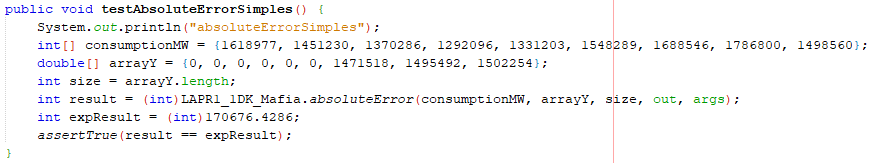 public void testAbsoluteErrorSimples() {
System.out.println("absoluteErrorSimples");
int[] consumptionMW = {1618977, 1451230, 1370286, 1292096, 1331203, 1548289, 1688546, 1786800, 1498560};
double[] arrayY = {0, 0, 0, 0, 0, 0, 1471518, 1495492, 1502254};
int size = arrayY.length;
int result = (int)LAPR1_1DK_Mafia.absoluteError(consumptionMW, arrayY, size, out, args);
int expResult = (int)170676.4286;
assertTrue(result == expResult);
}